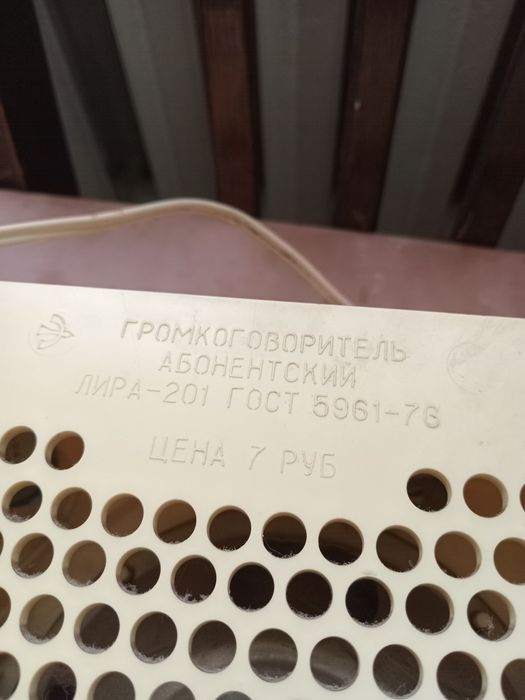 ГРОМКОГОВОРИТЕЛЬ
АБОНЕНТСКИЙ
ЛИРА-201 ГОСТ 5961-76
ЦЕНА 7 РУБ